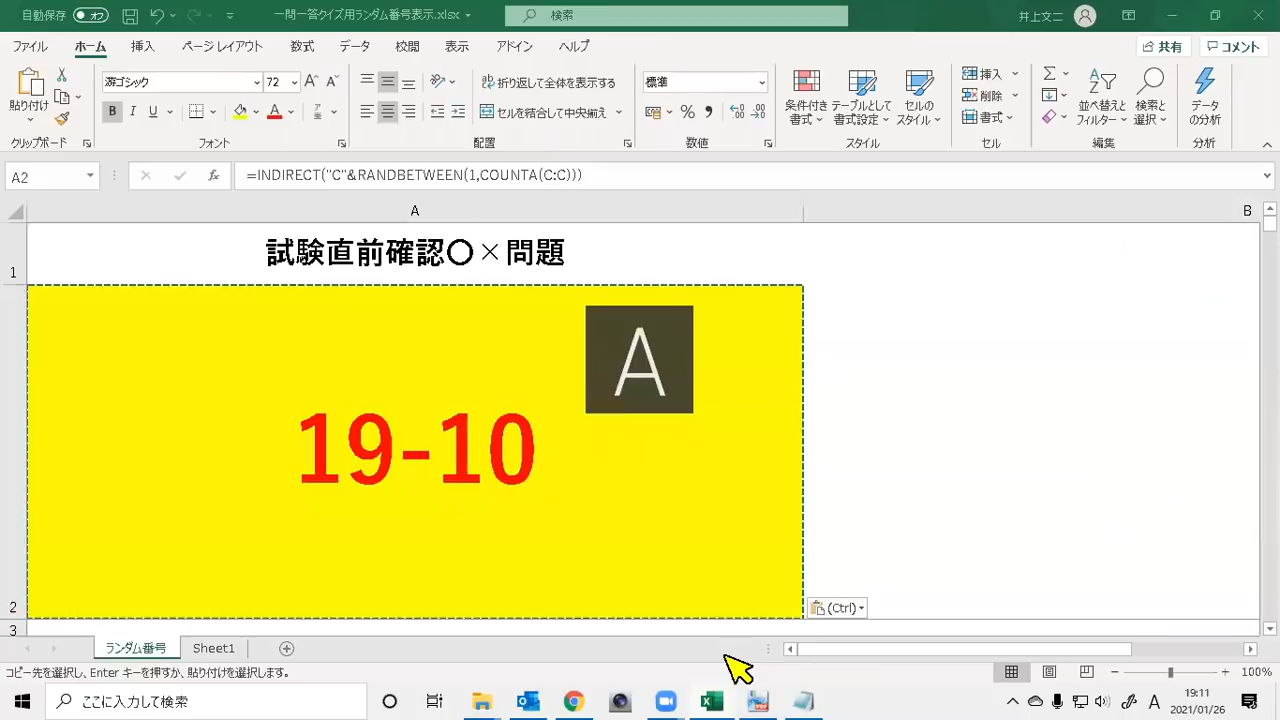 自動保存 オフ 一問一答クイズ用ランダム番号表示.xlsx 検索 井上文二
ファイル ホーム 挿入 ページ レイアウト 数式 データ 校閲 表示 アドイン ヘルプ 共有 コメント
貼り付け 游ゴシック 72 A A 折り返して全体を表示する 標準 条件付き書式 テーブルとして書式設定 セルのスタイル 挿入 並べ替えとフィルター 検索と選択 データの分析
B I U A セルを結合して中央揃え % 削除
書式
クリップボード フォント 配置 数値 スタイル セル 編集 分析
A2 fx =INDIRECT("C"&RANDBETWEEN(1,COUNTA(C:C)))
A B
1 試験直前確認〇×問題
A
19-10
2 (Ctrl)
3
ランダム番号 Sheet1
コピー先を選択し、Enter キーを押すか、貼り付けを選択します。 100%
ここに入力して検索 A 19:11
2021/01/26